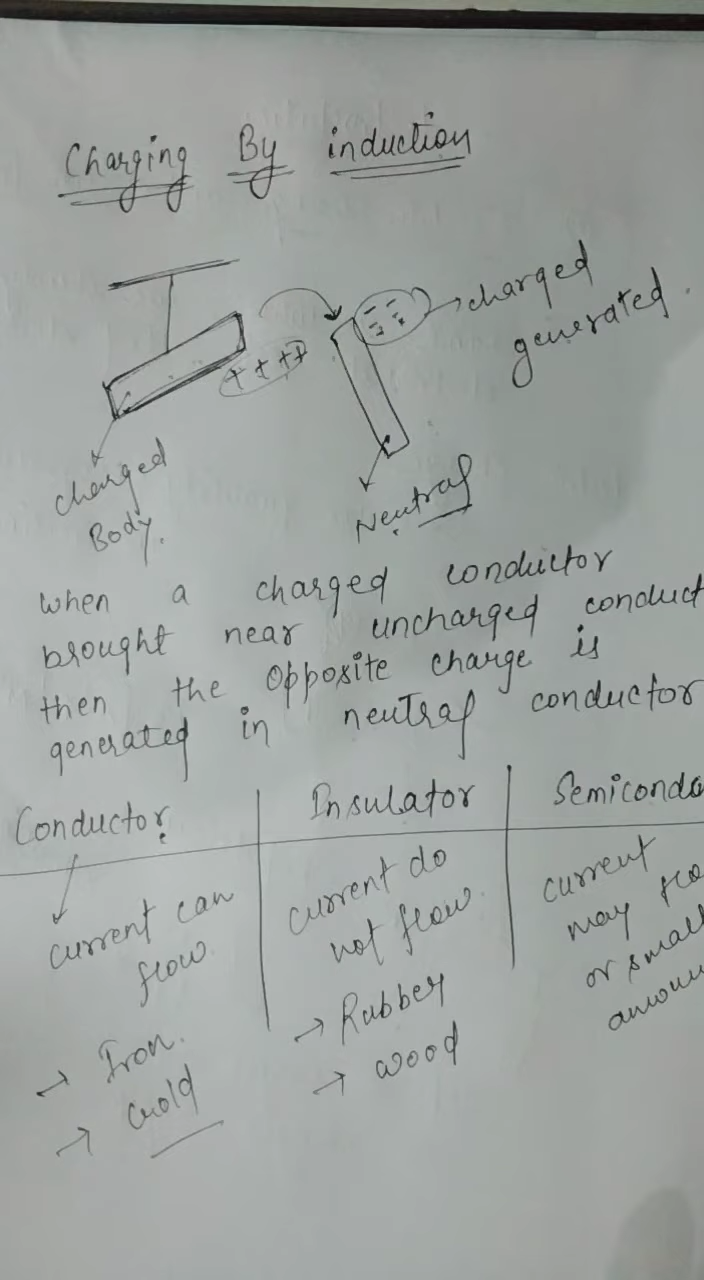 Charging By induction
+ + + +
- - - -
charged
generated.
charged
Body.
Neutral
when a charged conductor
brought near uncharged conduct
then the opposite charge is
generated in neutral conductor
Conductor. Insulator Semicondu
current can
flow.
→ Iron.
→ Gold
current do
not flow.
→ Rubber
→ wood
current
may flo
or small
amoun